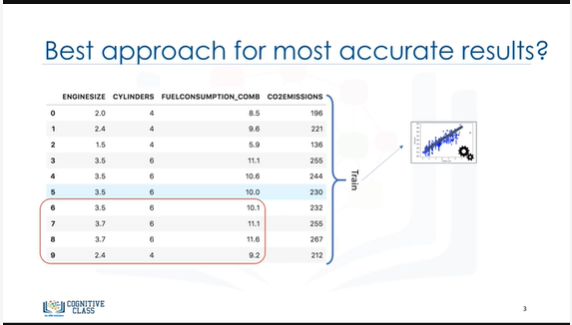 Best approach for most accurate results?
ENGINESIZE CYLINDERS FUELCONSUMPTION_COMB CO2EMISSIONS
0 2.0 4 8.5 196
1 2.4 4 9.6 221
2 1.5 4 5.9 136
3 3.5 6 11.1 255
4 3.5 6 10.6 244
5 3.5 6 10.0 230
6 3.5 6 10.1 232
7 3.7 6 11.1 255
8 3.7 6 11.6 267
9 2.4 4 9.2 212
Train
COGNITIVE
CLASS
3